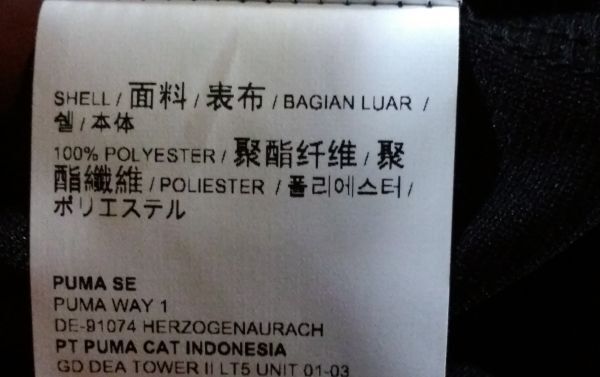 SHELL / 面料 / 表布 / BAGIAN LUAR /
쉘 / 本体
100% POLYESTER / 聚酯纤维 / 聚
酯纖維 / POLIESTER / 폴리에스터 /
ポリエステル
PUMA SE
PUMA WAY 1
DE-91074 HERZOGENAURACH
PT PUMA CAT INDONESIA
GD DEA TOWER II LT5 UNIT 01-03